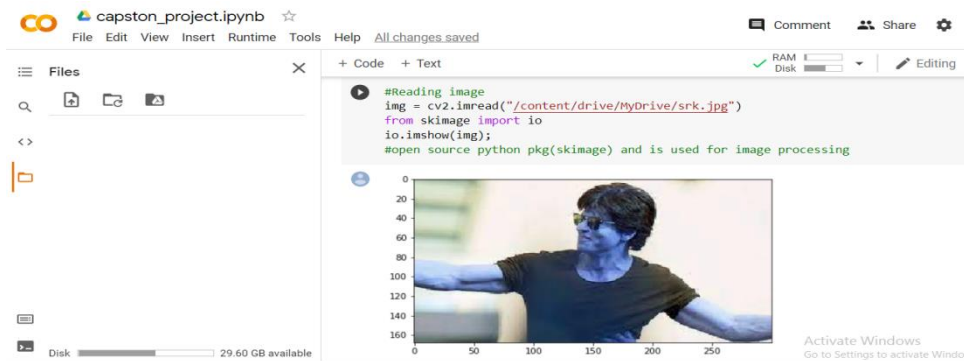 CO capston_project.ipynb
Comment Share
File Edit View Insert Runtime Tools Help All changes saved
Files
+ Code + Text
RAM
Disk
Editing
#Reading image
img = cv2.imread("/content/drive/MyDrive/srk.jpg")
from skimage import io
io.imshow(img);
#open source python pkg(skimage) and is used for image processing
0
20
40
60
80
100
120
140
160
0 50 100 150 200 250
Disk 29.60 GB available
Activate Windows
Go to Settings to activate Windo